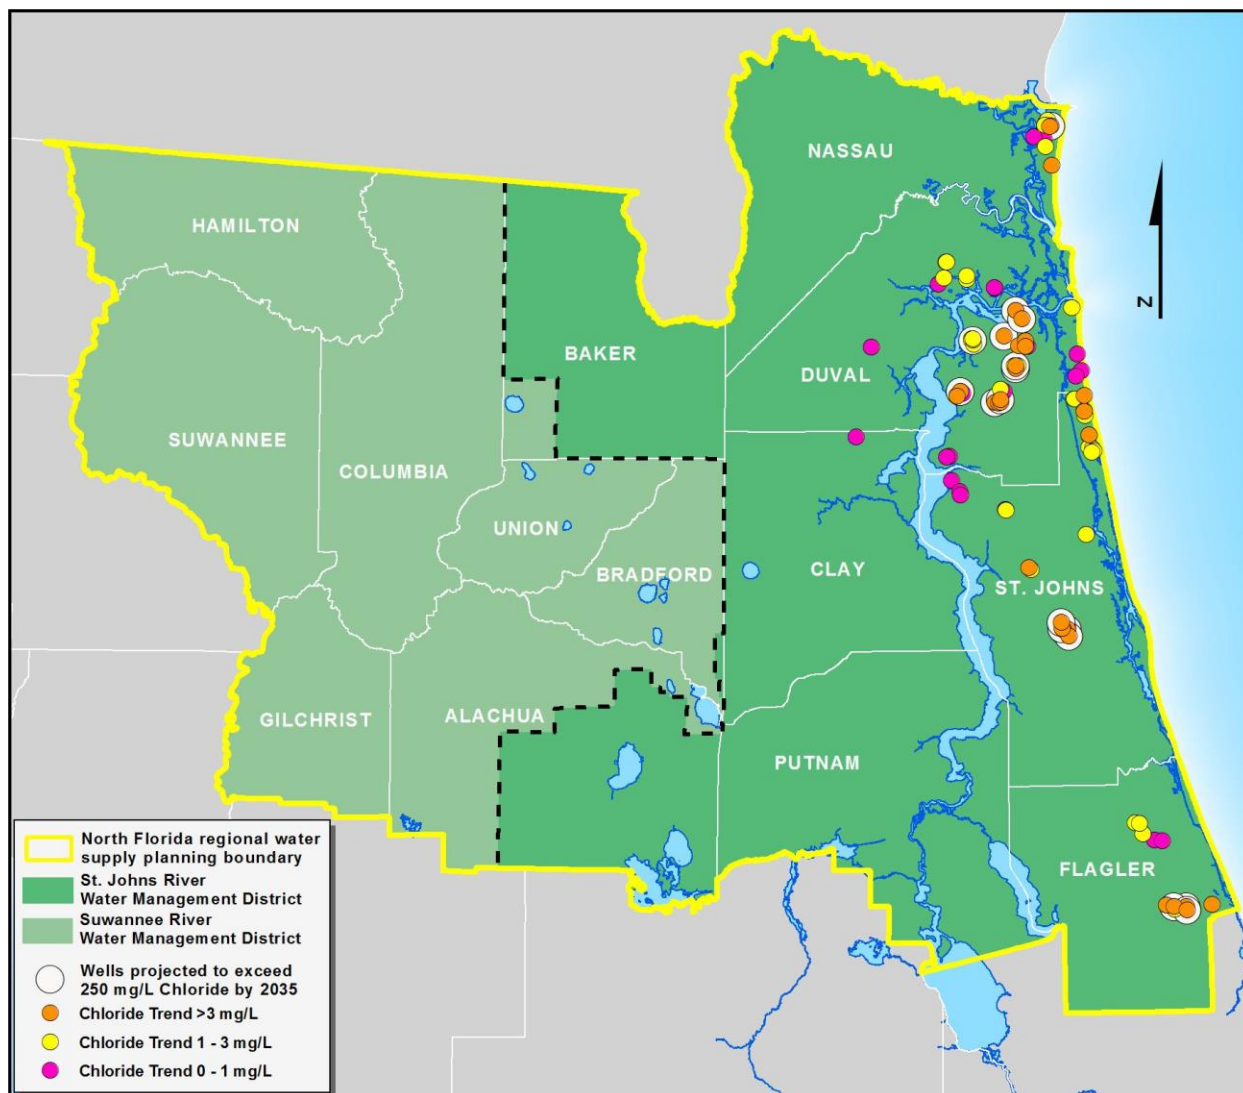 NASSAU
HAMILTON
N
BAKER
DUVAL
SUWANNEE
COLUMBIA
UNION
BRADFORD
CLAY
ST. JOHNS
GILCHRIST
ALACHUA
PUTNAM
FLAGLER
North Florida regional water
supply planning boundary
St. Johns River
Water Management District
Suwannee River
Water Management District
Wells projected to exceed
250 mg/L Chloride by 2035
Chloride Trend >3 mg/L
Chloride Trend 1 - 3 mg/L
Chloride Trend 0 - 1 mg/L